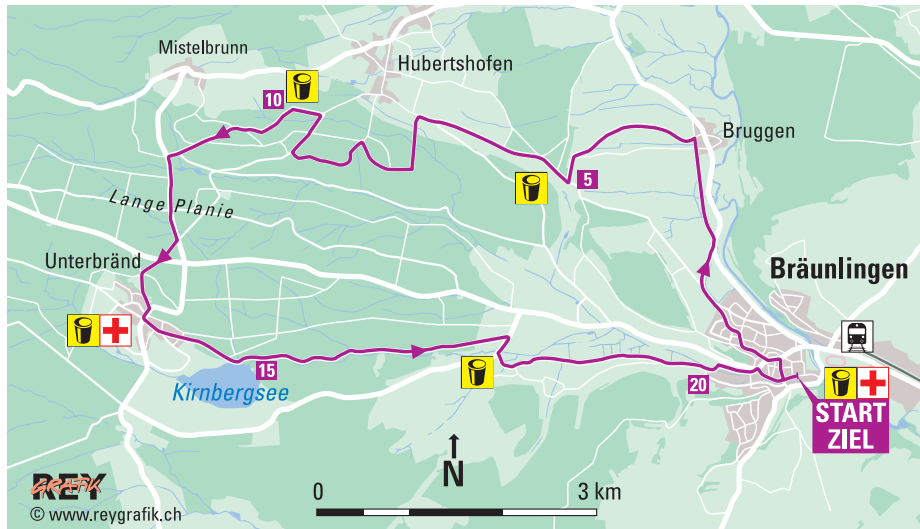 Mistelbrunn
Hubertshofen
10
Bruggen
5
Lange Planie
Unterbränd
Bräunlingen
15
Kirnbergsee
20
START
ZIEL
N
REY
GRAFIK
0 3 km
© www.reygrafik.ch